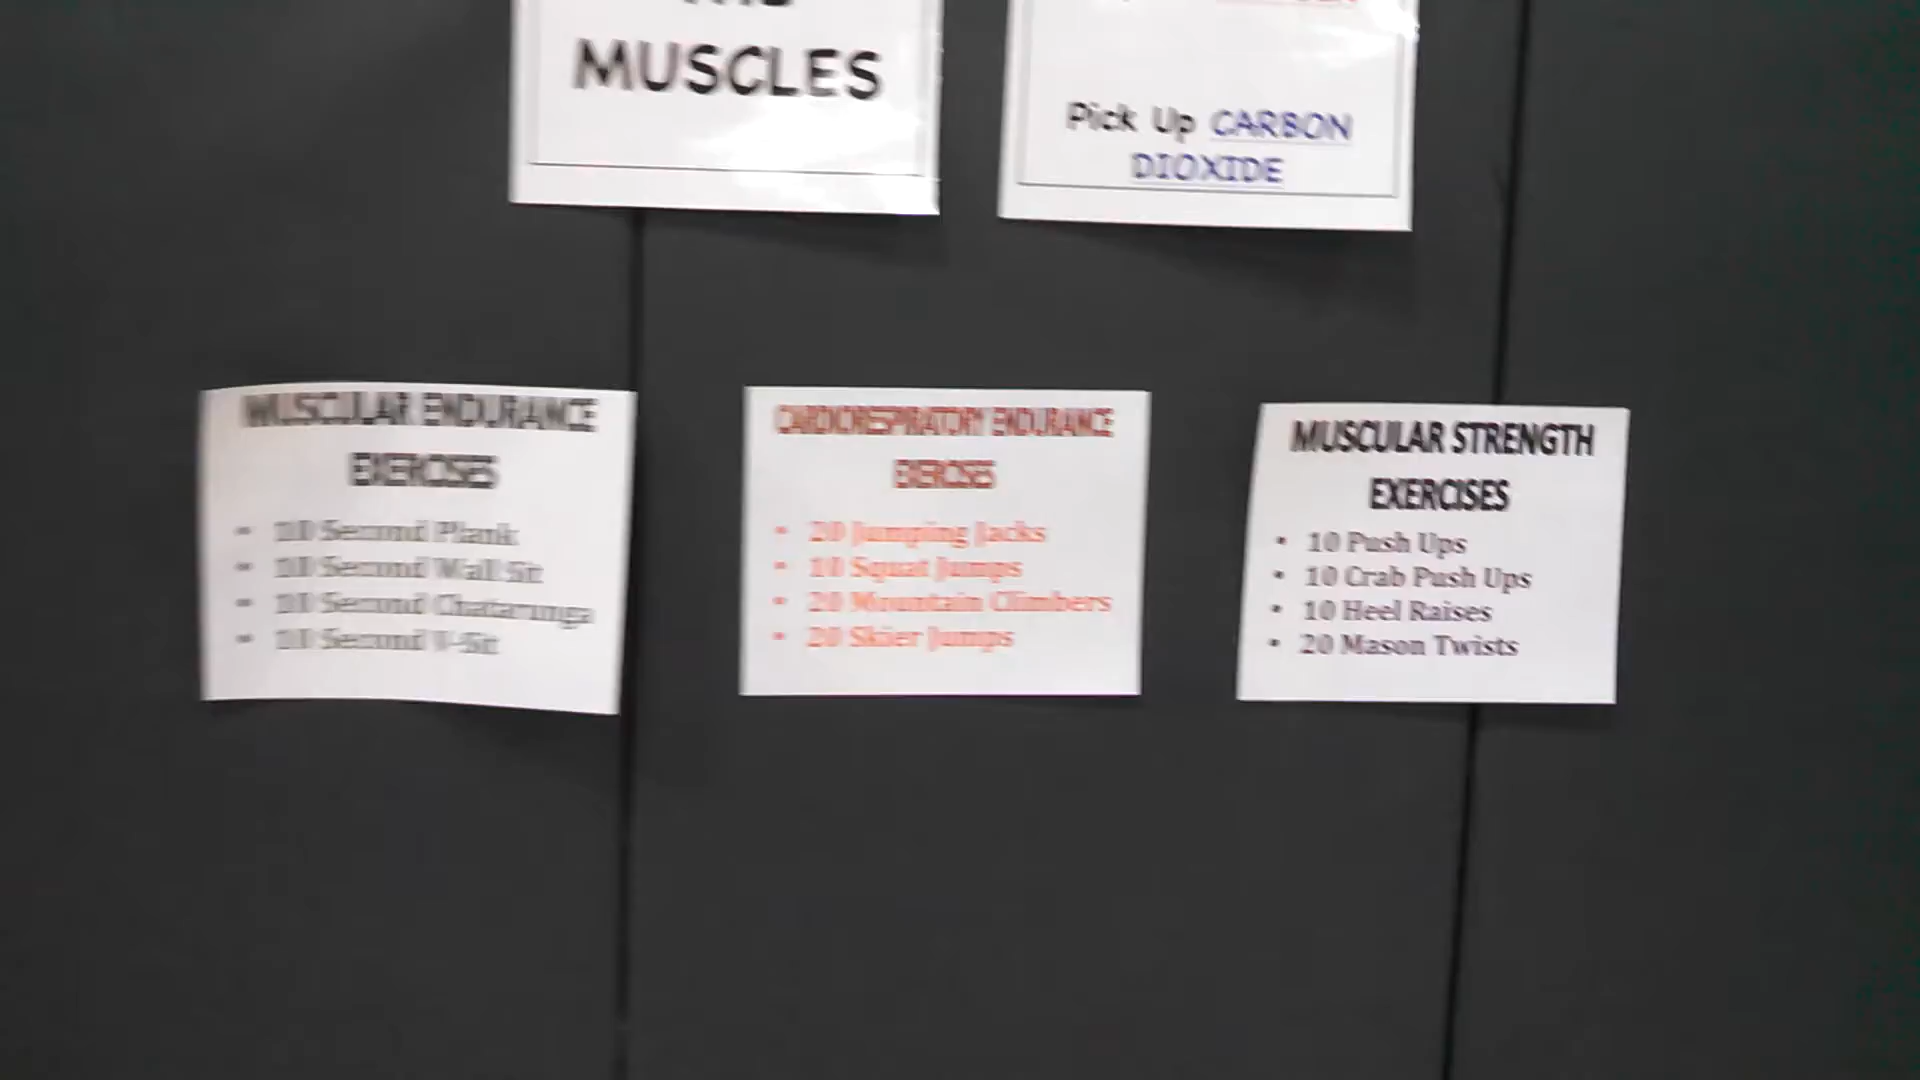 MUSCLES
Pick Up CARBON
DIOXIDE
MUSCULAR ENDURANCE
EXERCISES
• 10 Second Plank
• 10 Second Wall Sit
• 10 Second Chatarunga
• 10 Second V-Sit
CARDIORESPIRATORY ENDURANCE
EXERCISES
• 20 Jumping Jacks
• 10 Squat Jumps
• 20 Mountain Climbers
• 20 Skier Jumps
MUSCULAR STRENGTH
EXERCISES
• 10 Push Ups
• 10 Crab Push Ups
• 10 Heel Raises
• 20 Mason Twists